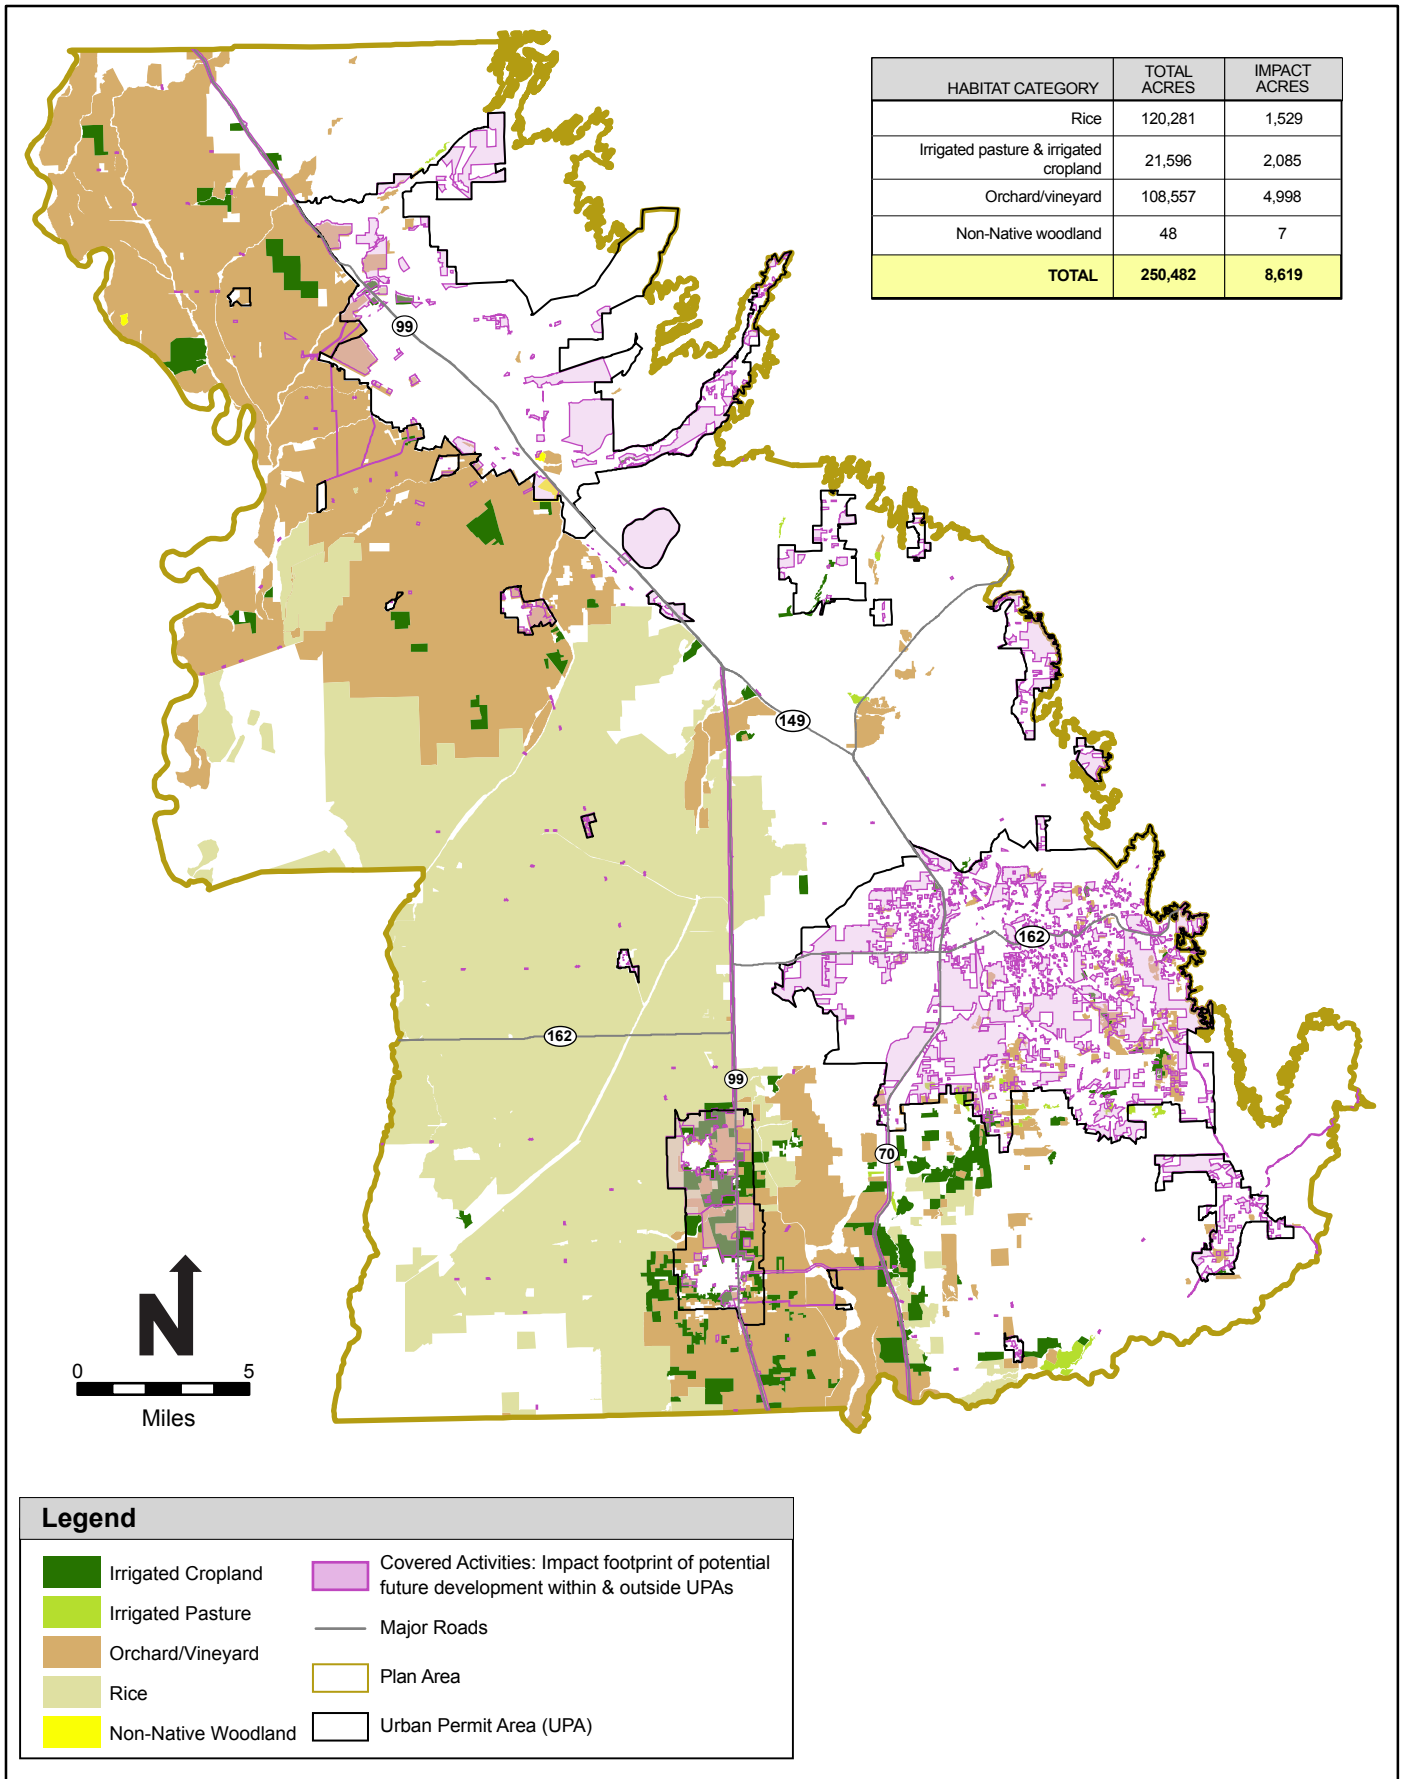 HABITAT CATEGORY TOTAL ACRES IMPACT ACRES
Rice 120,281 1,529
Irrigated pasture & irrigated
cropland 21,596 2,085
Orchard/vineyard 108,557 4,998
Non-Native woodland 48 7
TOTAL 250,482 8,619
99
149
162
162
99
70
N
0 5
Miles
Legend
Irrigated Cropland
Irrigated Pasture
Orchard/Vineyard
Rice
Non-Native Woodland
Covered Activities: Impact footprint of potential
future development within & outside UPAs
Major Roads
Plan Area
Urban Permit Area (UPA)